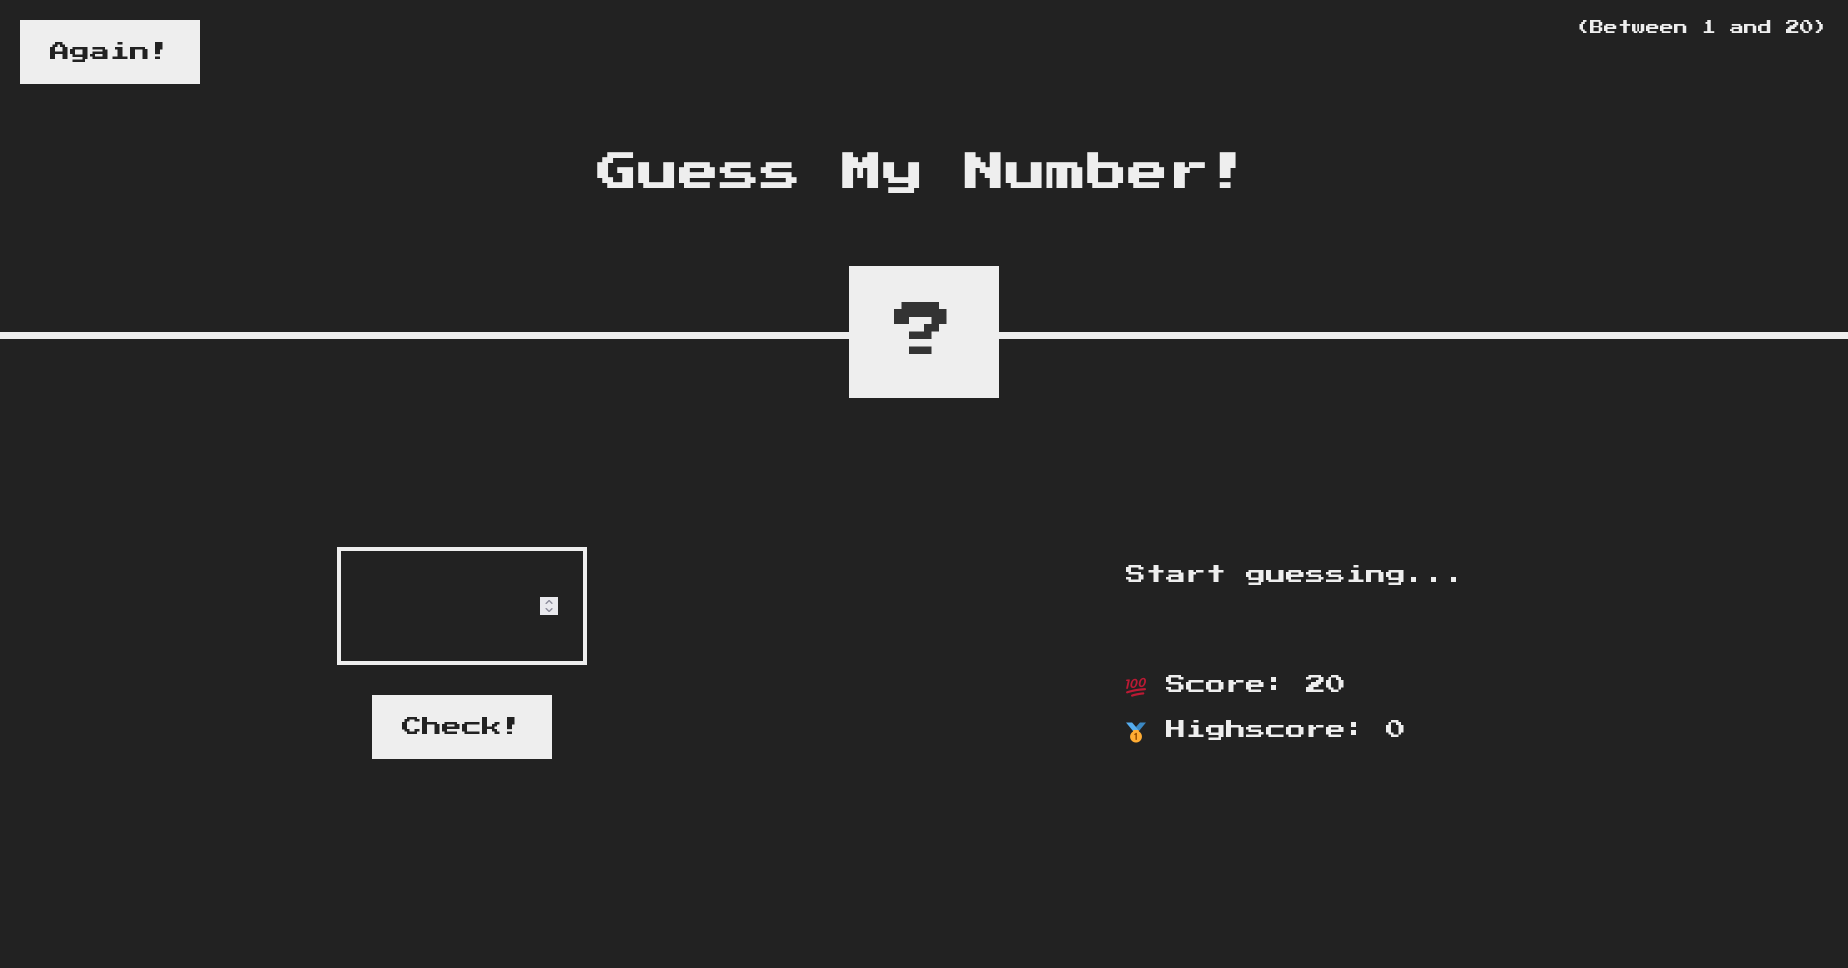 Again!
(Between 1 and 20)
Guess My Number!
?
Start guessing...
Check!
💯 Score: 20
🥇 Highscore: 0